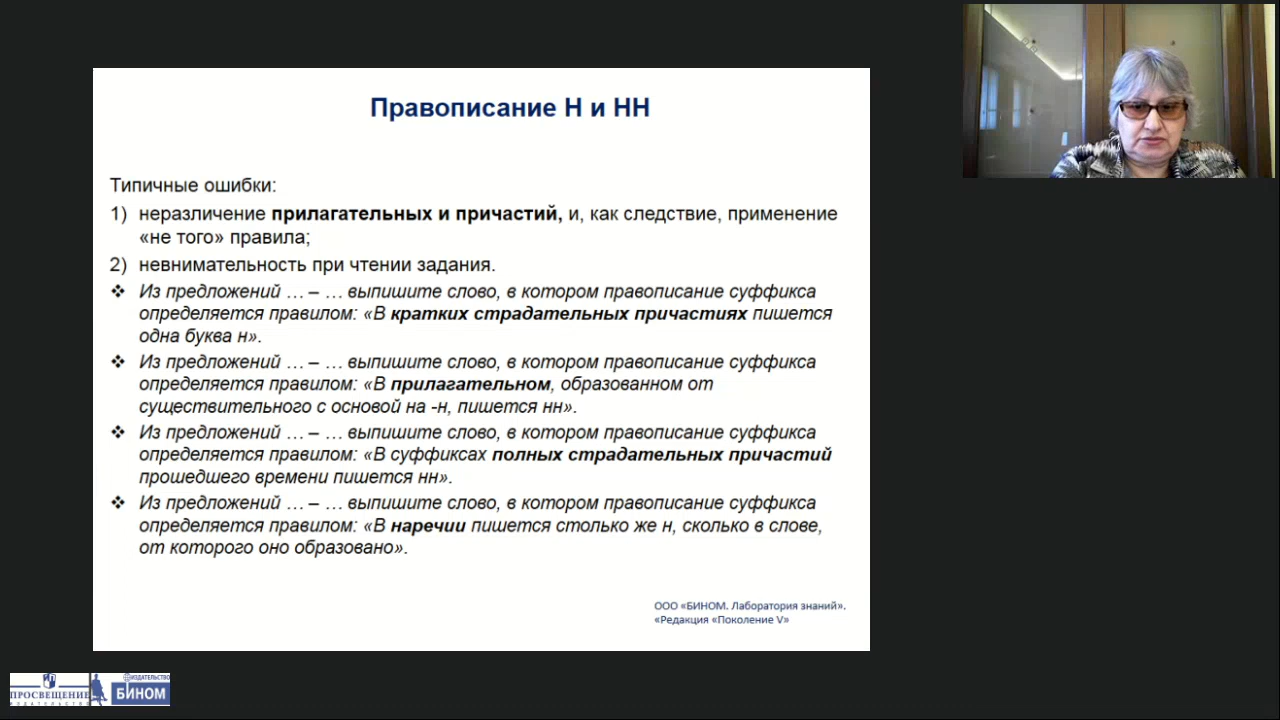 Правописание Н и НН
Типичные ошибки:
1) неразличение прилагательных и причастий, и, как следствие, применение
«не того» правила;
2) невнимательность при чтении задания.
❖ Из предложений … – … выпишите слово, в котором правописание суффикса
определяется правилом: «В кратких страдательных причастиях пишется
одна буква н».
❖ Из предложений … – … выпишите слово, в котором правописание суффикса
определяется правилом: «В прилагательном, образованном от
существительного с основой на -н, пишется нн».
❖ Из предложений … – … выпишите слово, в котором правописание суффикса
определяется правилом: «В суффиксах полных страдательных причастий
прошедшего времени пишется нн».
❖ Из предложений … – … выпишите слово, в котором правописание суффикса
определяется правилом: «В наречии пишется столько же н, сколько в слове,
от которого оно образовано».
ООО «БИНОМ. Лаборатория знаний».
«Редакция «Поколение V»
ПРОСВЕЩЕНИЕ
ИЗДАТЕЛЬСТВО
ИЗДАТЕЛЬСТВО
БИНОМ